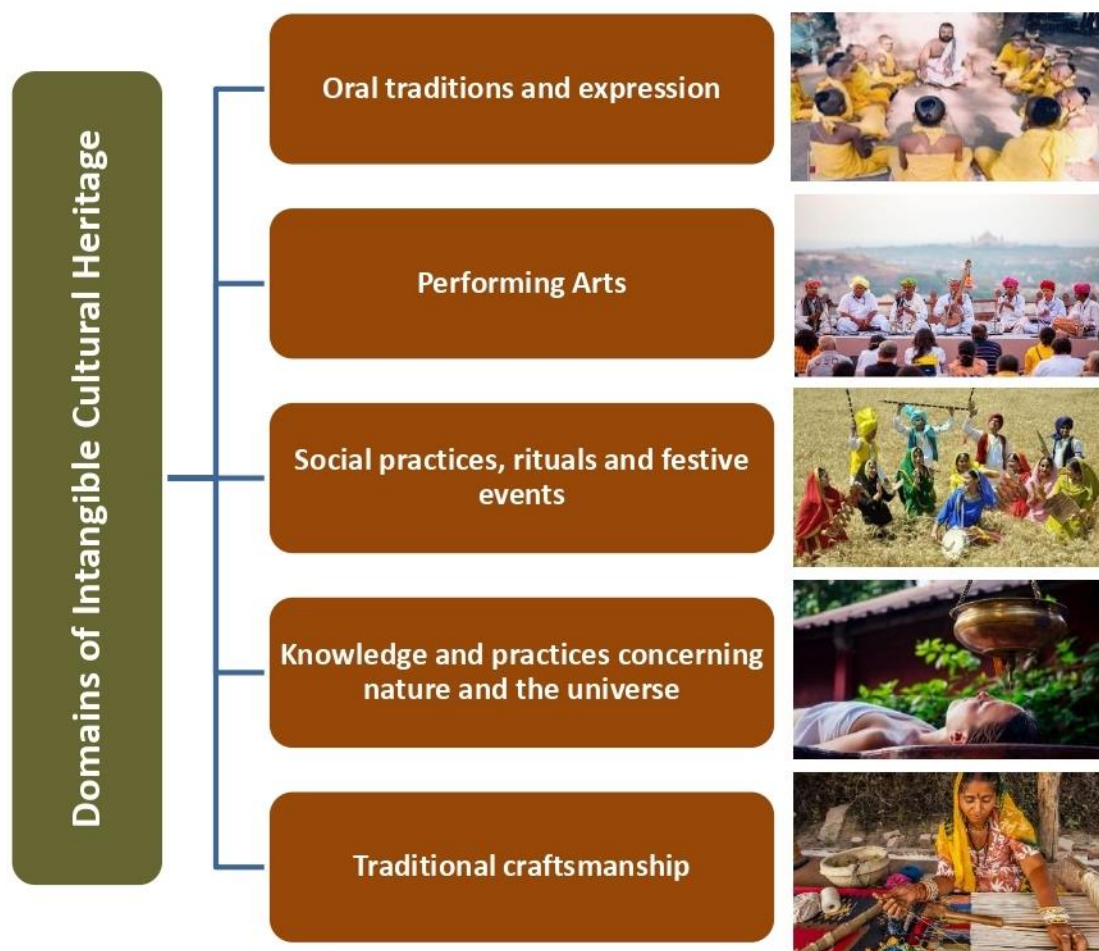 Domains of Intangible Cultural Heritage
Oral traditions and expression
Performing Arts
Social practices, rituals and festive
events
Knowledge and practices concerning
nature and the universe
Traditional craftsmanship